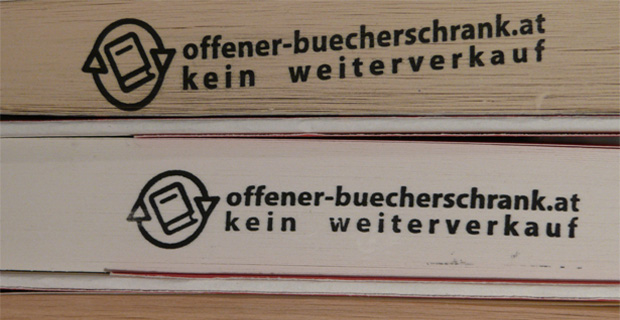 offener-buecherschrank.at
kein weiterverkauf
offener-buecherschrank.at
kein weiterverkauf